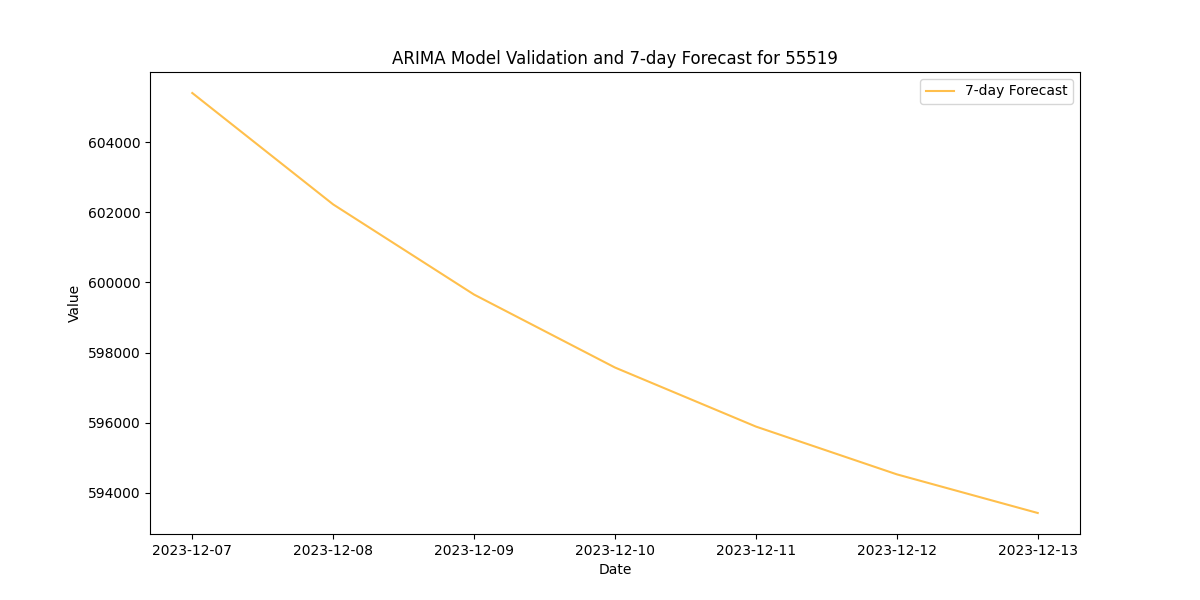 ARIMA Model Validation and 7-day Forecast for 55519
7-day Forecast
604000
602000
600000
598000
596000
594000
Value
2023-12-07 2023-12-08 2023-12-09 2023-12-10 2023-12-11 2023-12-12 2023-12-13
Date